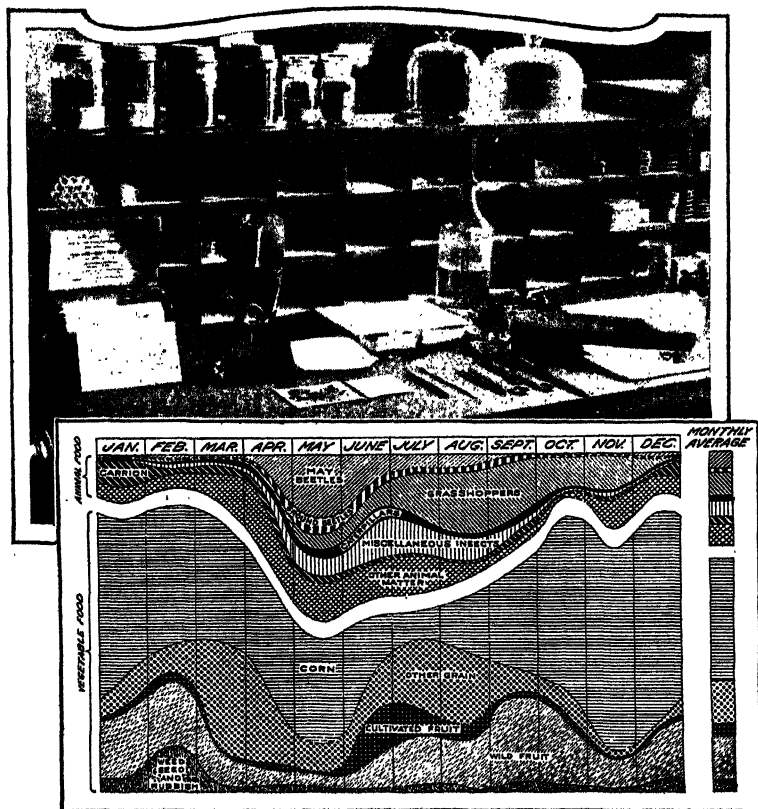 JAN. FEB. MAR. APR. MAY JUNE JULY AUG. SEPT. OCT. NOV. DEC.
MONTHLY
AVERAGE
ANIMAL FOOD
CARRION
MAY
BEETLES
GRASSHOPPERS
MISCELLANEOUS INSECTS
OTHER ANIMAL
MATTER
VEGETABLE FOOD
CORN
OTHER GRAIN
CULTIVATED FRUIT
WILD FRUIT
WEED
SEED
AND
RUBBISH